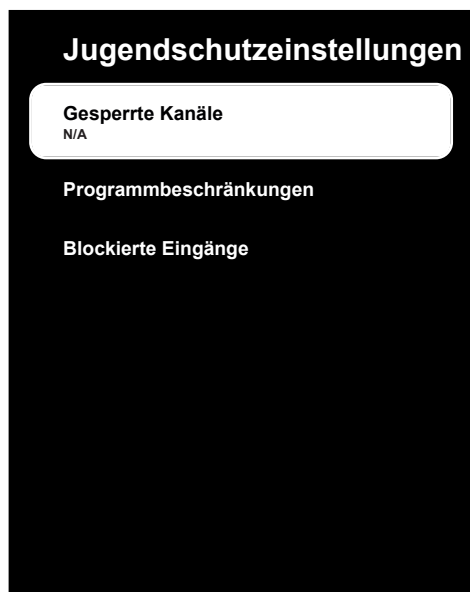 Jugendschutzeinstellungen
Gesperrte Kanäle
N/A
Programmbeschränkungen
Blockierte Eingänge